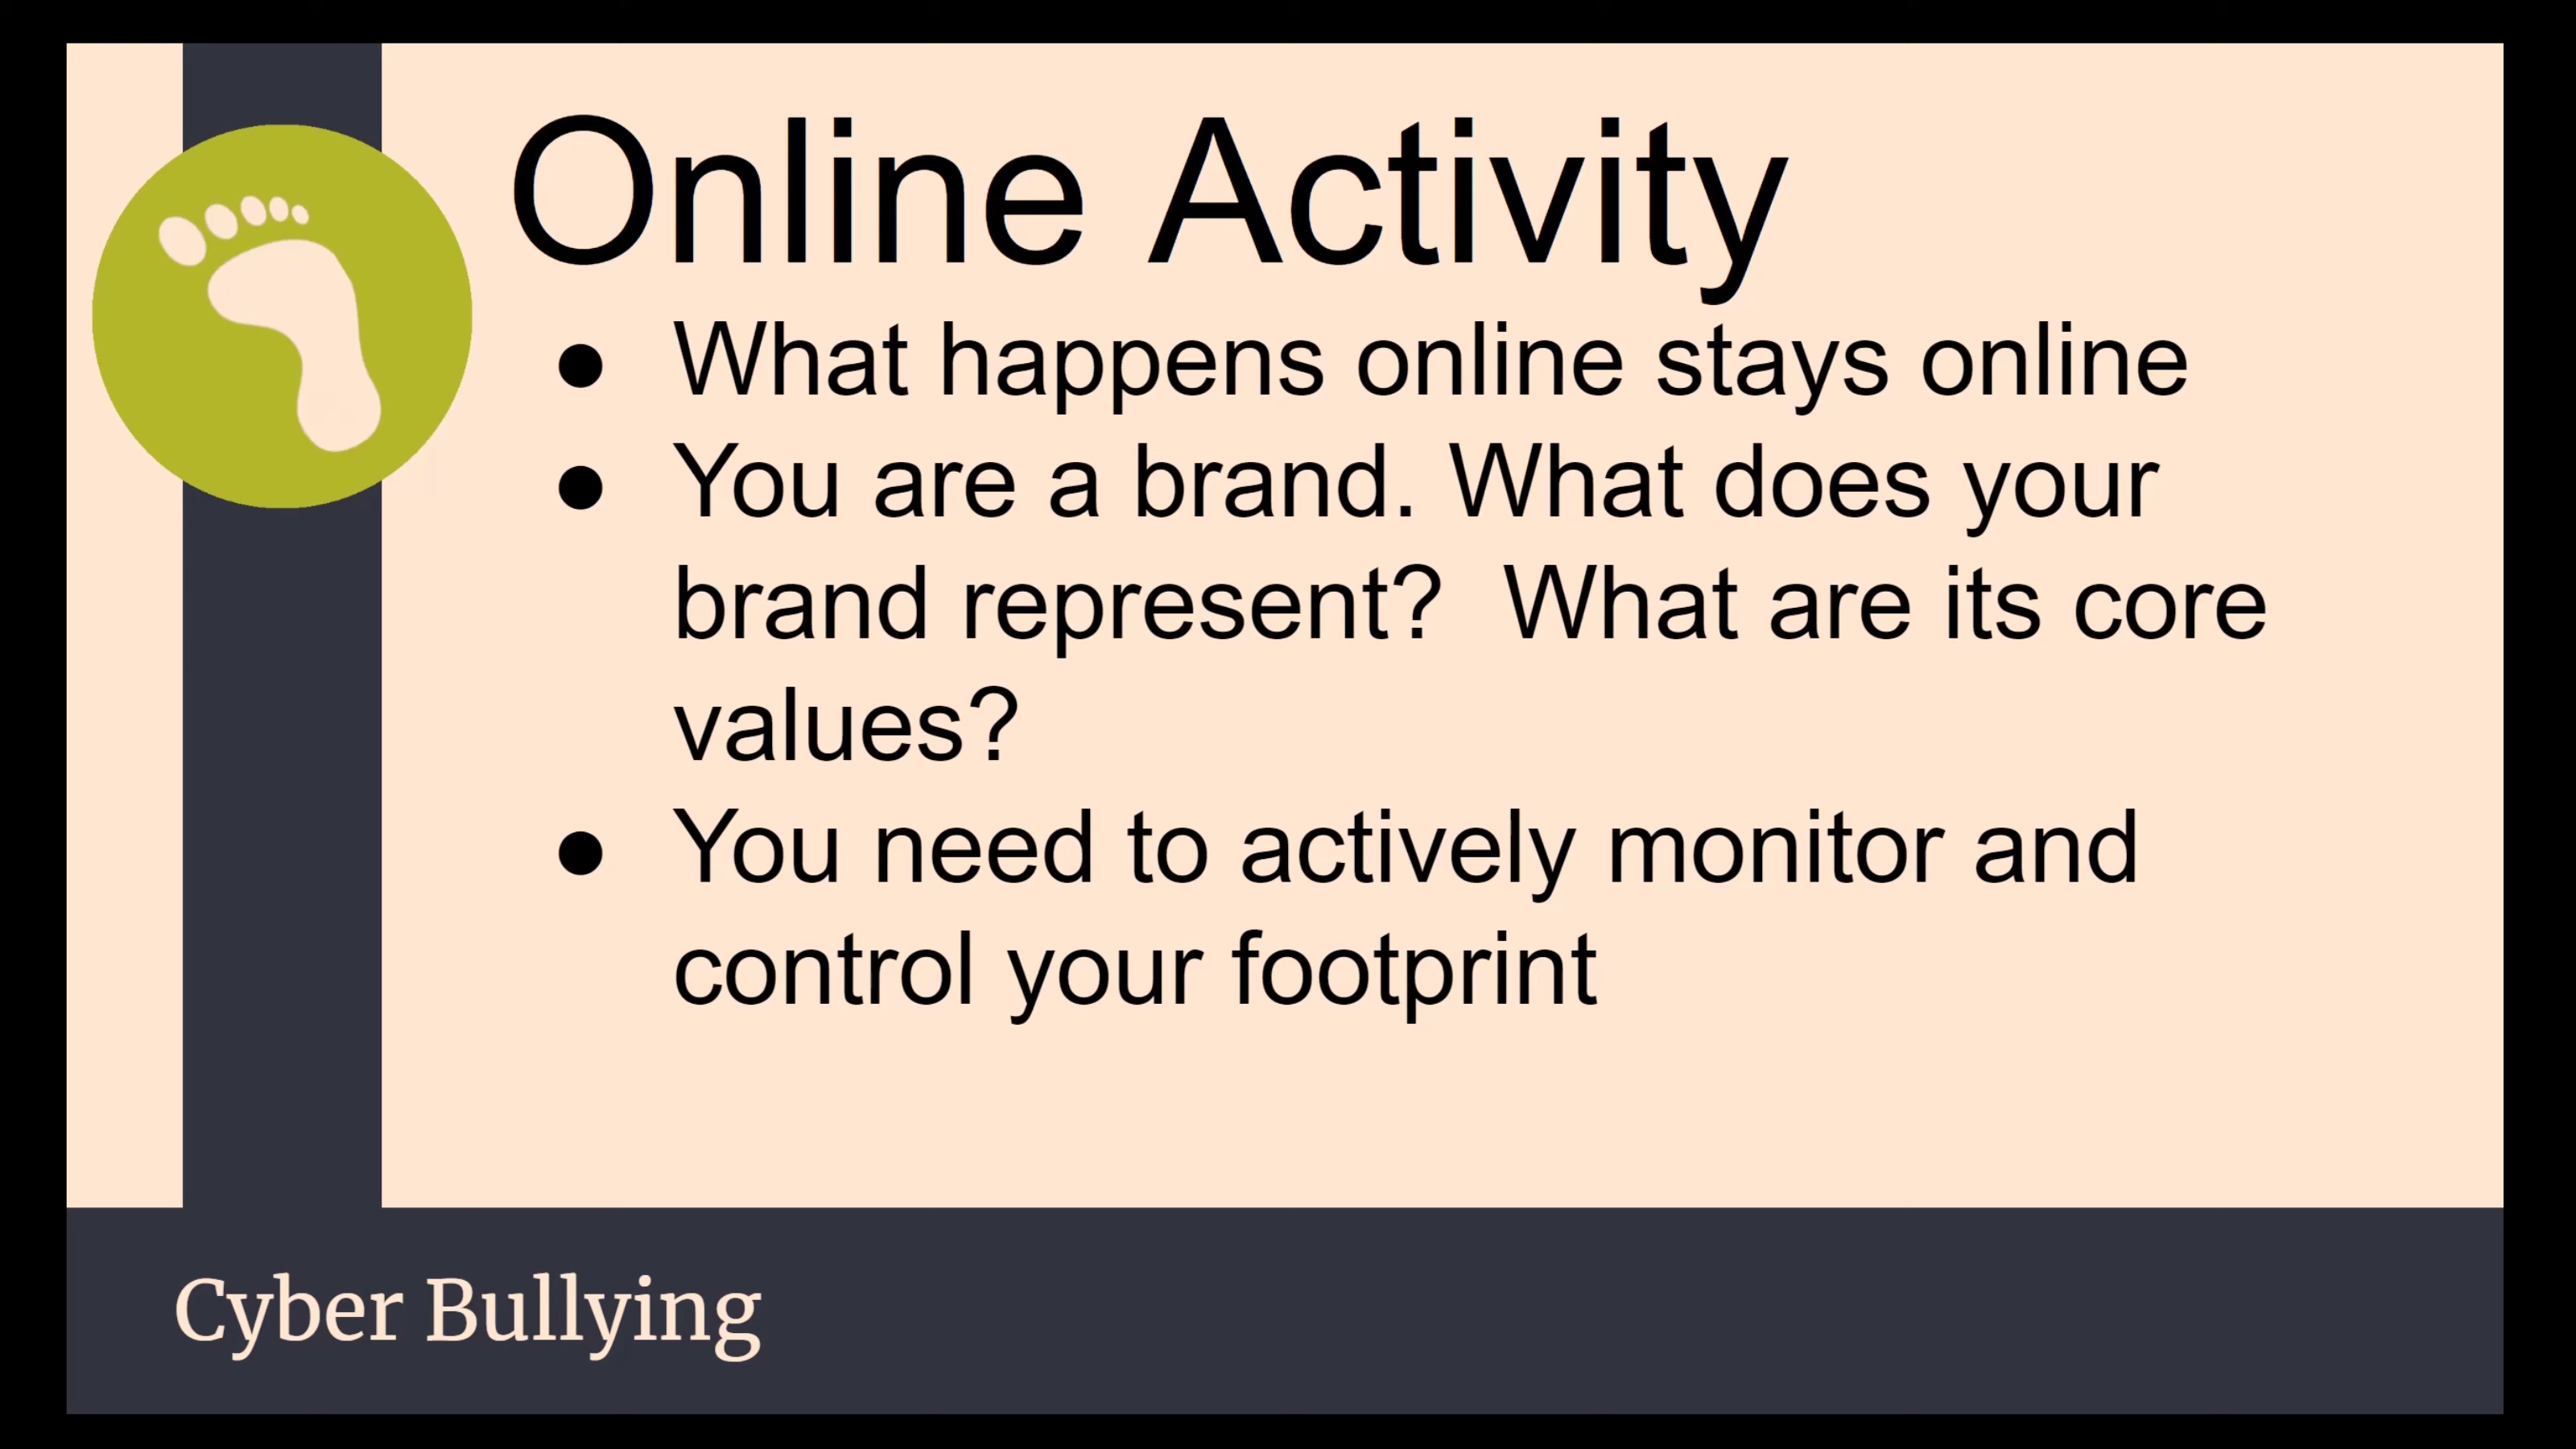 Online Activity
● What happens online stays online
● You are a brand. What does your
brand represent?  What are its core
values?
● You need to actively monitor and
control your footprint
Cyber Bullying